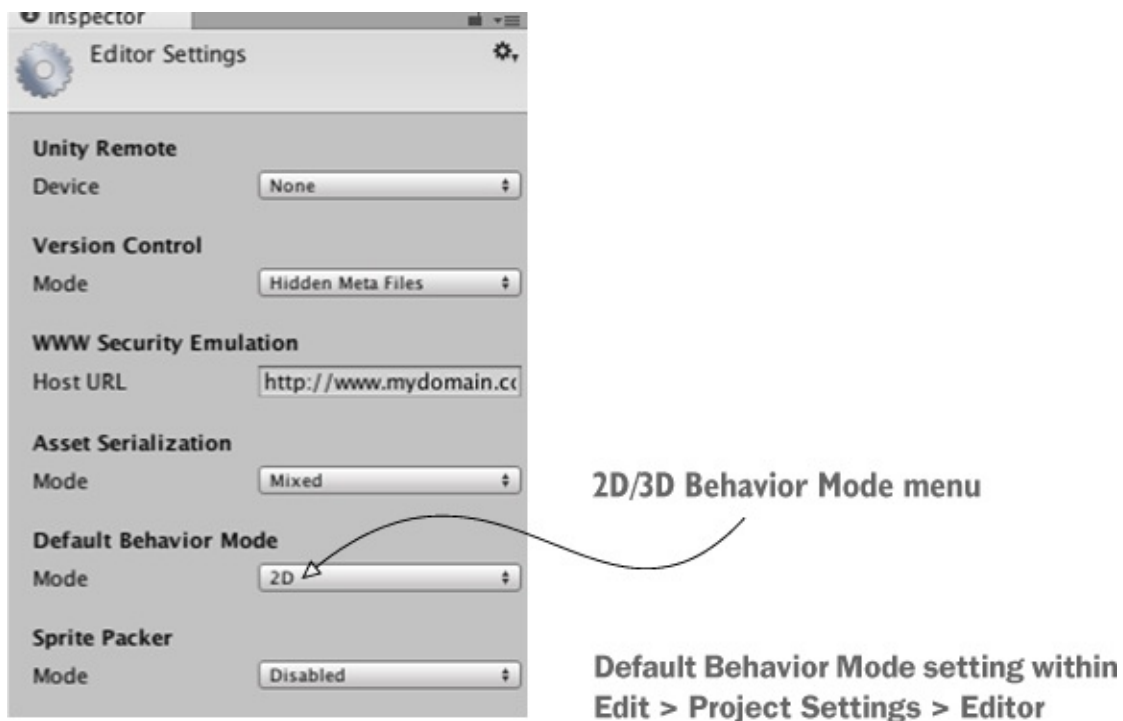 Inspector
Editor Settings
Unity Remote
Device None
Version Control
Mode Hidden Meta Files
WWW Security Emulation
Host URL http://www.mydomain.cc
Asset Serialization
Mode Mixed
2D/3D Behavior Mode menu
Default Behavior Mode
Mode 2D
Sprite Packer
Mode Disabled
Default Behavior Mode setting within
Edit > Project Settings > Editor